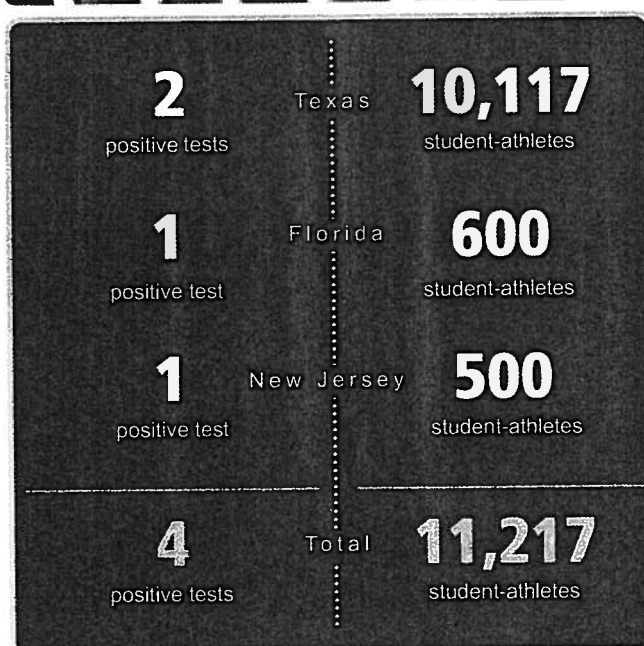 2 Texas 10,117
positive tests student-athletes
1 Florida 600
positive test student-athletes
1 New Jersey 500
positive test student-athletes
4 Total 11,217
positive tests student-athletes